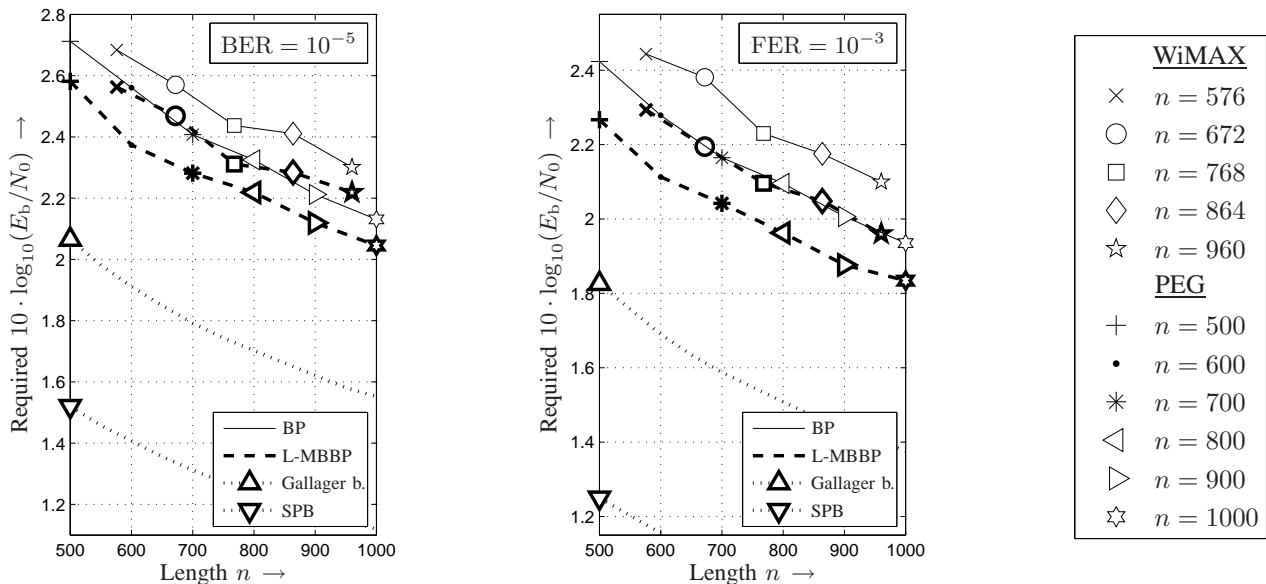 BER = 10⁻⁵
Required 10 · log₁₀(E_b/N₀) →
2.8
2.6
2.4
2.2
2
1.8
1.6
1.4
1.2
BP
L-MBBP
Gallager b.
SPB
500 600 700 800 900 1000
Length n →
FER = 10⁻³
Required 10 · log₁₀(E_b/N₀) →
2.4
2.2
2
1.8
1.6
1.4
1.2
BP
L-MBBP
Gallager b.
SPB
500 600 700 800 900 1000
Length n →
WiMAX
n = 576
n = 672
n = 768
n = 864
n = 960
PEG
n = 500
n = 600
n = 700
n = 800
n = 900
n = 1000